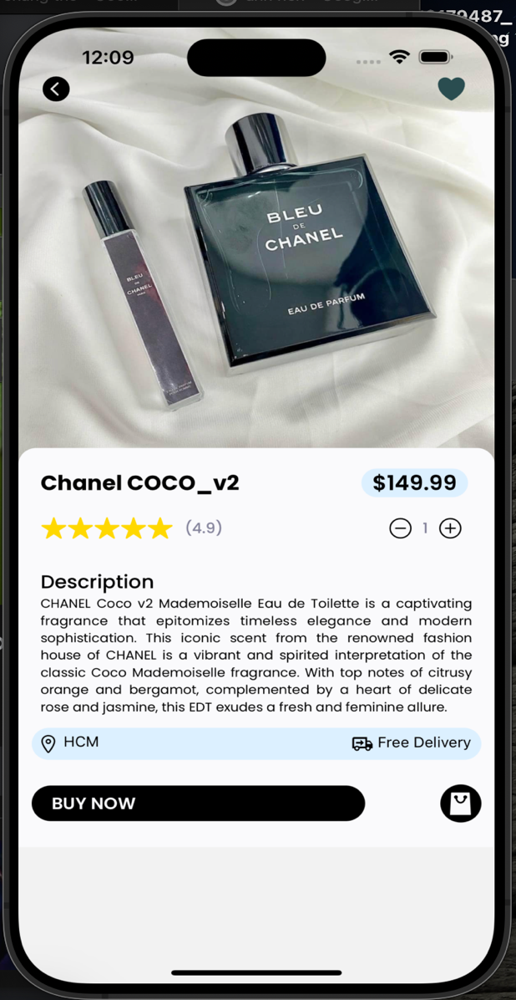 9487_
12:09
BLEU
DE
CHANEL
EAU DE PARFUM
BLEU
DE
CHANEL
Chanel COCO_v2
$149.99
(4.9)
1
Description
CHANEL Coco v2 Mademoiselle Eau de Toilette is a captivating
fragrance that epitomizes timeless elegance and modern
sophistication. This iconic scent from the renowned fashion
house of CHANEL is a vibrant and spirited interpretation of the
classic Coco Mademoiselle fragrance. With top notes of citrusy
orange and bergamot, complemented by a heart of delicate
rose and jasmine, this EDT exudes a fresh and feminine allure.
HCM
Free Delivery
BUY NOW